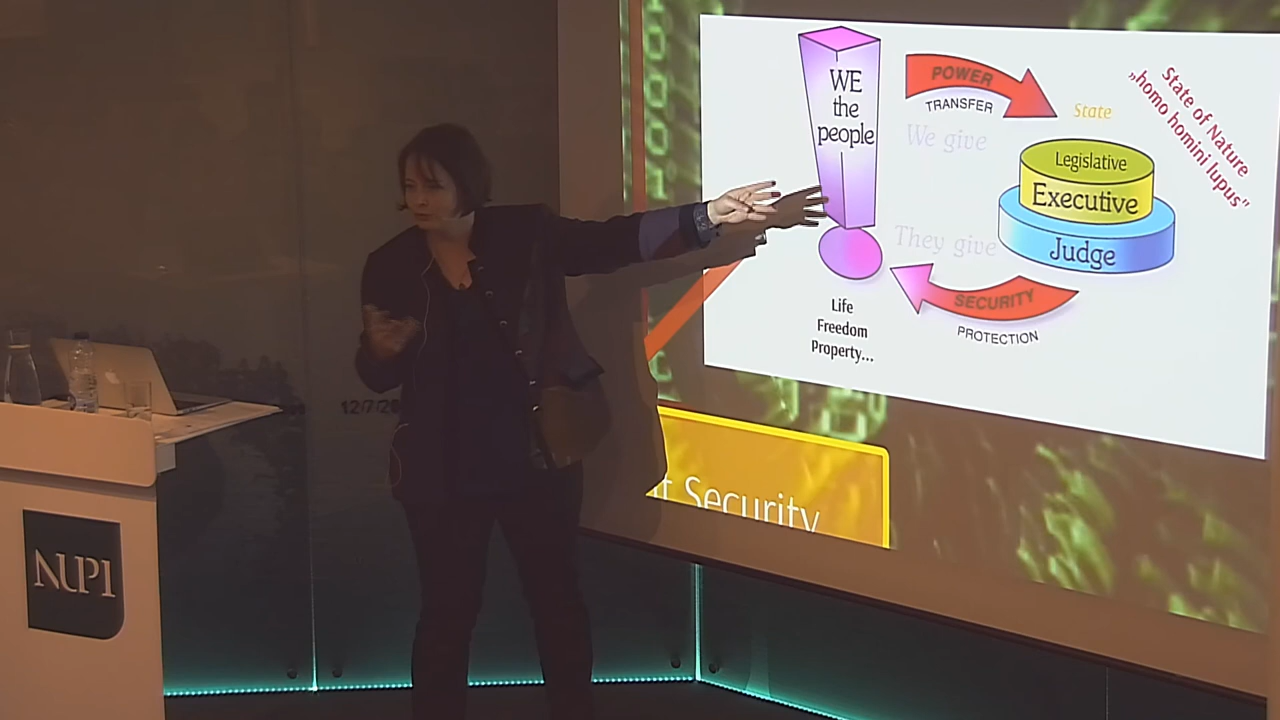 WE
the
people
POWER
TRANSFER
We give
State
Legislative
Executive
Judge
They give
SECURITY
PROTECTION
Life
Freedom
Property...
State of Nature
„homo homini lupus”
Security
NUPI